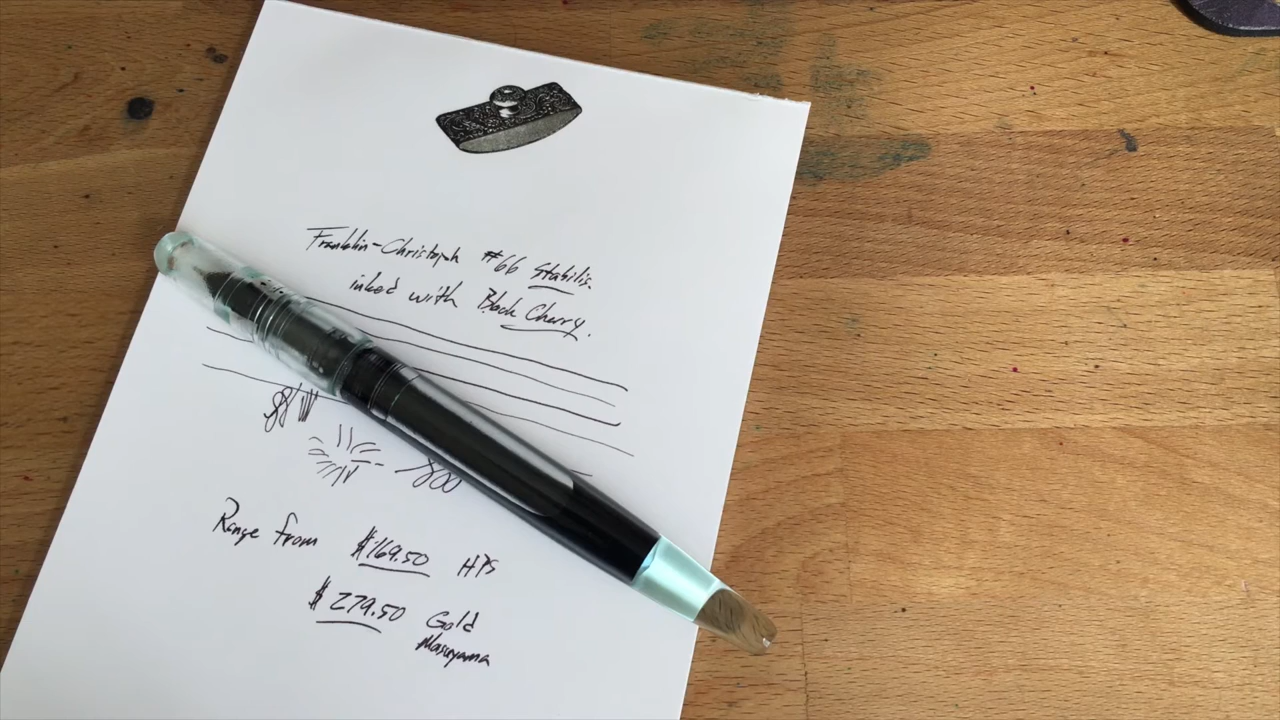 Franklin-Christoph #66 Stabilis
inked with Black Cherry.
Range from $169.50 HPS
$279.50 Gold
Masuyama